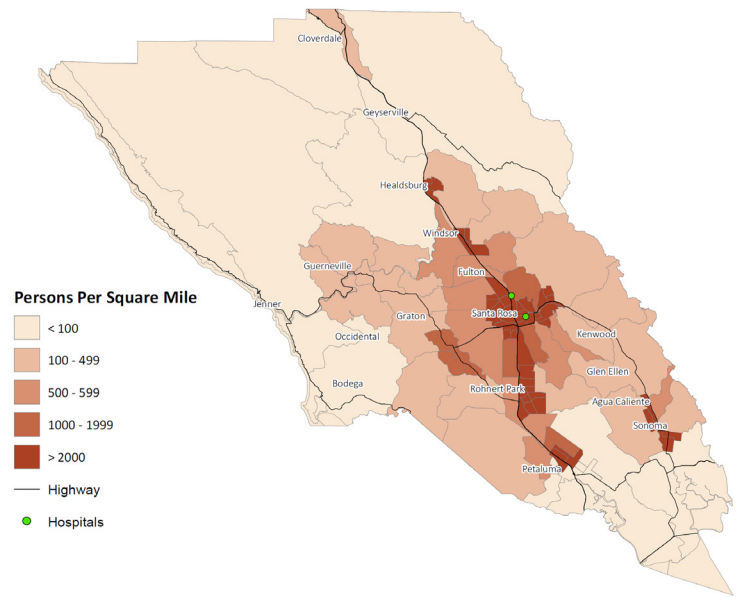 Cloverdale
Geyserville
Healdsburg
Windsor
Guerneville
Fulton
Jenner
Graton
Santa Rosa
Occidental
Kenwood
Bodega
Glen Ellen
Rohnert Park
Agua Caliente
Sonoma
Petaluma
Persons Per Square Mile
< 100
100 - 499
500 - 599
1000 - 1999
> 2000
Highway
Hospitals